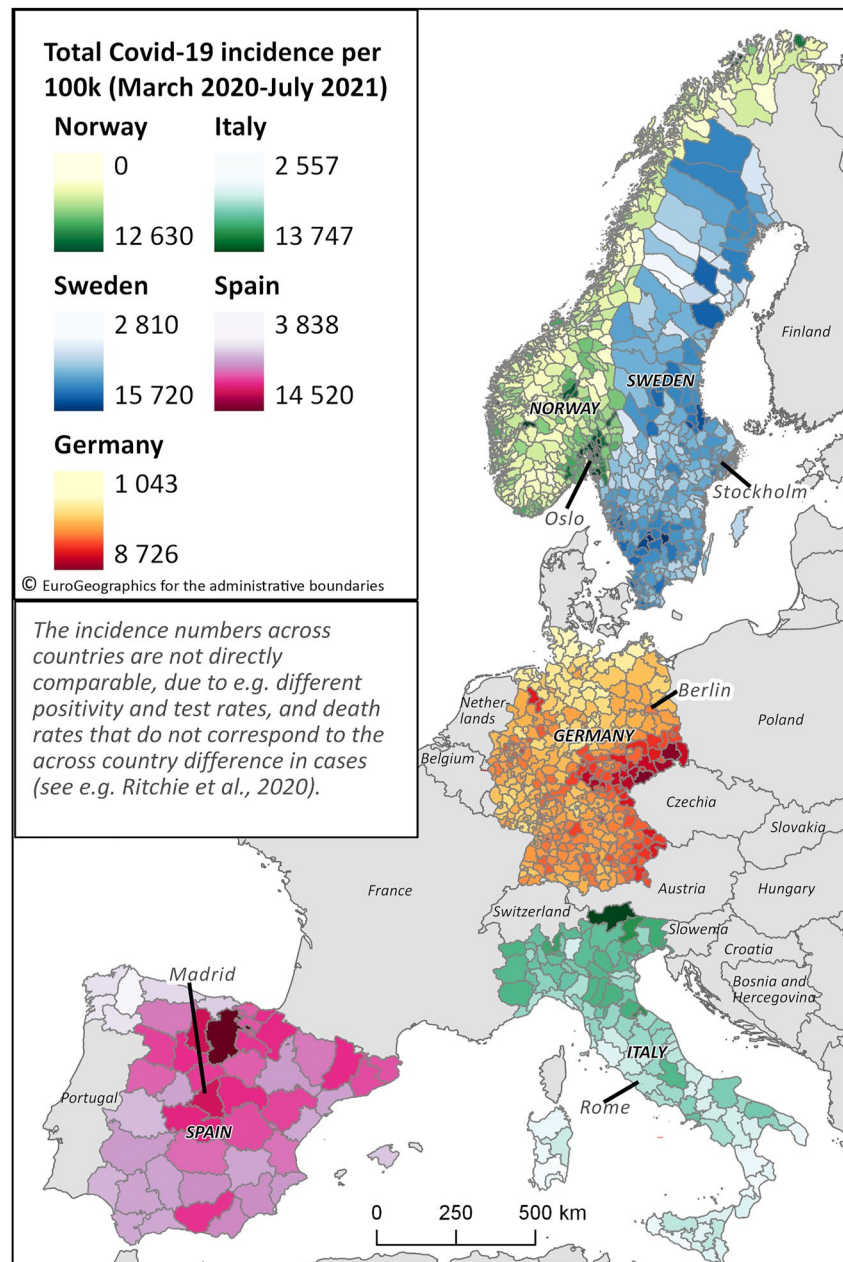 Total Covid-19 incidence per
100k (March 2020-July 2021)
Norway
0
12 630
Italy
2 557
13 747
Sweden
2 810
15 720
Spain
3 838
14 520
Germany
1 043
8 726
© EuroGeographics for the administrative boundaries
The incidence numbers across
countries are not directly
comparable, due to e.g. different
positivity and test rates, and death
rates that do not correspond to the
across country difference in cases
(see e.g. Ritchie et al., 2020).
Finland
SWEDEN
NORWAY
Stockholm
Oslo
Berlin
Nether-
lands
Poland
GERMANY
Belgium
Czechia
Slovakia
France
Austria
Hungary
Switzerland
Slowenia
Croatia
Bosnia and
Hercegovina
Madrid
ITALY
Portugal
Rome
SPAIN
0 250 500 km